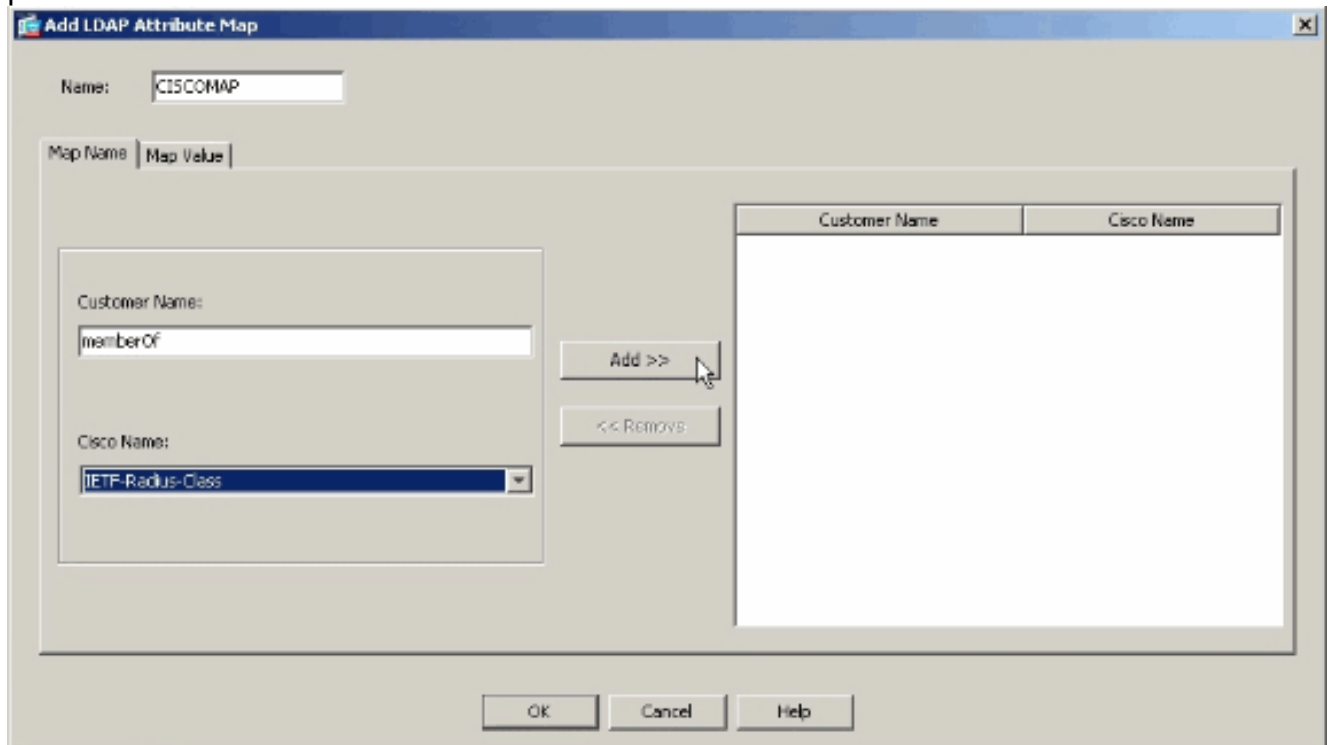 Add LDAP Attribute Map
Name: CISCOMAP
Map Name Map Value
Customer Name Cisco Name
Customer Name:
memberOf
Add >>
<< Remove
Cisco Name:
IETF-Radius-Class
OK Cancel Help